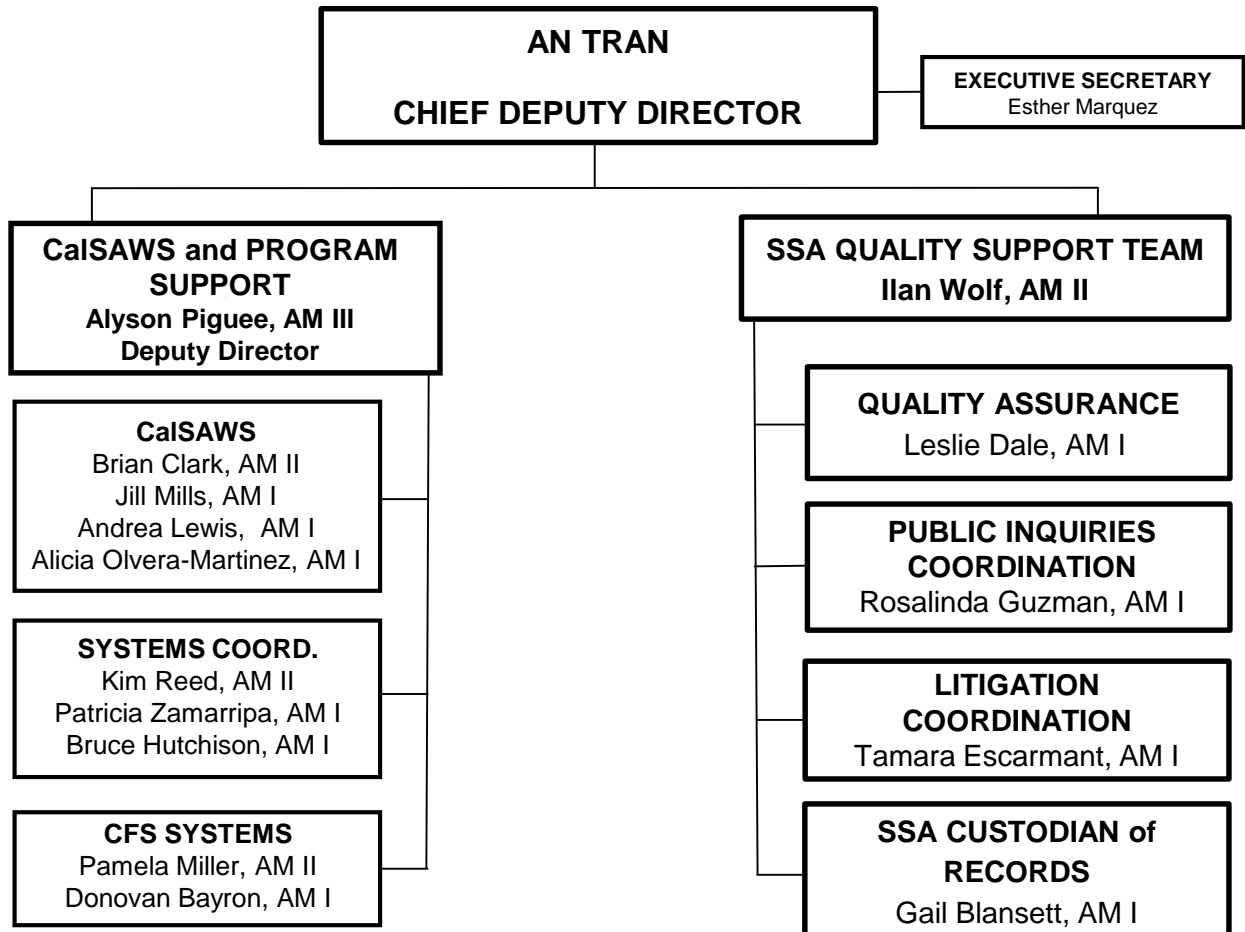 AN TRAN
CHIEF DEPUTY DIRECTOR
EXECUTIVE SECRETARY
Esther Marquez
CalSAWS and PROGRAM
SUPPORT
Alyson Piguee, AM III
Deputy Director
CalSAWS
Brian Clark, AM II
Jill Mills, AM I
Andrea Lewis, AM I
Alicia Olvera-Martinez, AM I
SYSTEMS COORD.
Kim Reed, AM II
Patricia Zamarripa, AM I
Bruce Hutchison, AM I
CFS SYSTEMS
Pamela Miller, AM II
Donovan Bayron, AM I
SSA QUALITY SUPPORT TEAM
Ilan Wolf, AM II
QUALITY ASSURANCE
Leslie Dale, AM I
PUBLIC INQUIRIES
COORDINATION
Rosalinda Guzman, AM I
LITIGATION
COORDINATION
Tamara Escarmant, AM I
SSA CUSTODIAN of
RECORDS
Gail Blansett, AM I